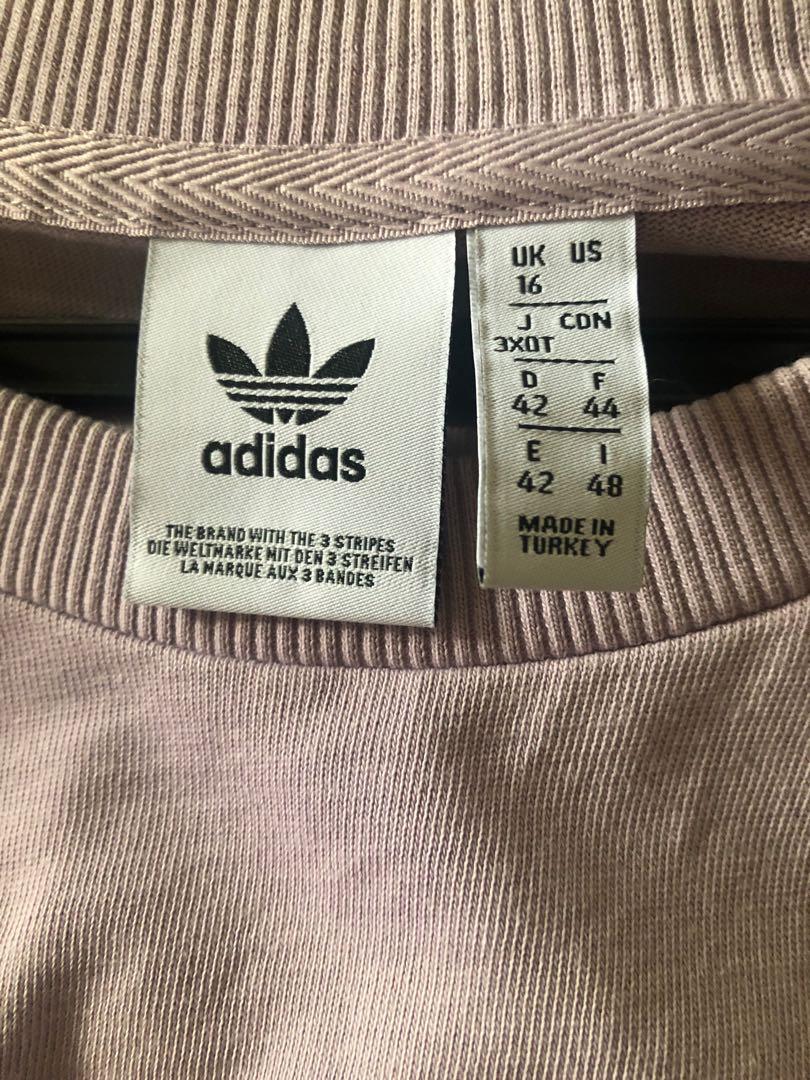 adidas
THE BRAND WITH THE 3 STRIPES
DIE WELTMARKE MIT DEN 3 STREIFEN
LA MARQUE AUX 3 BANDES
UK US
16
J CDN
3XOT
D F
42 44
E I
42 48
MADE IN
TURKEY